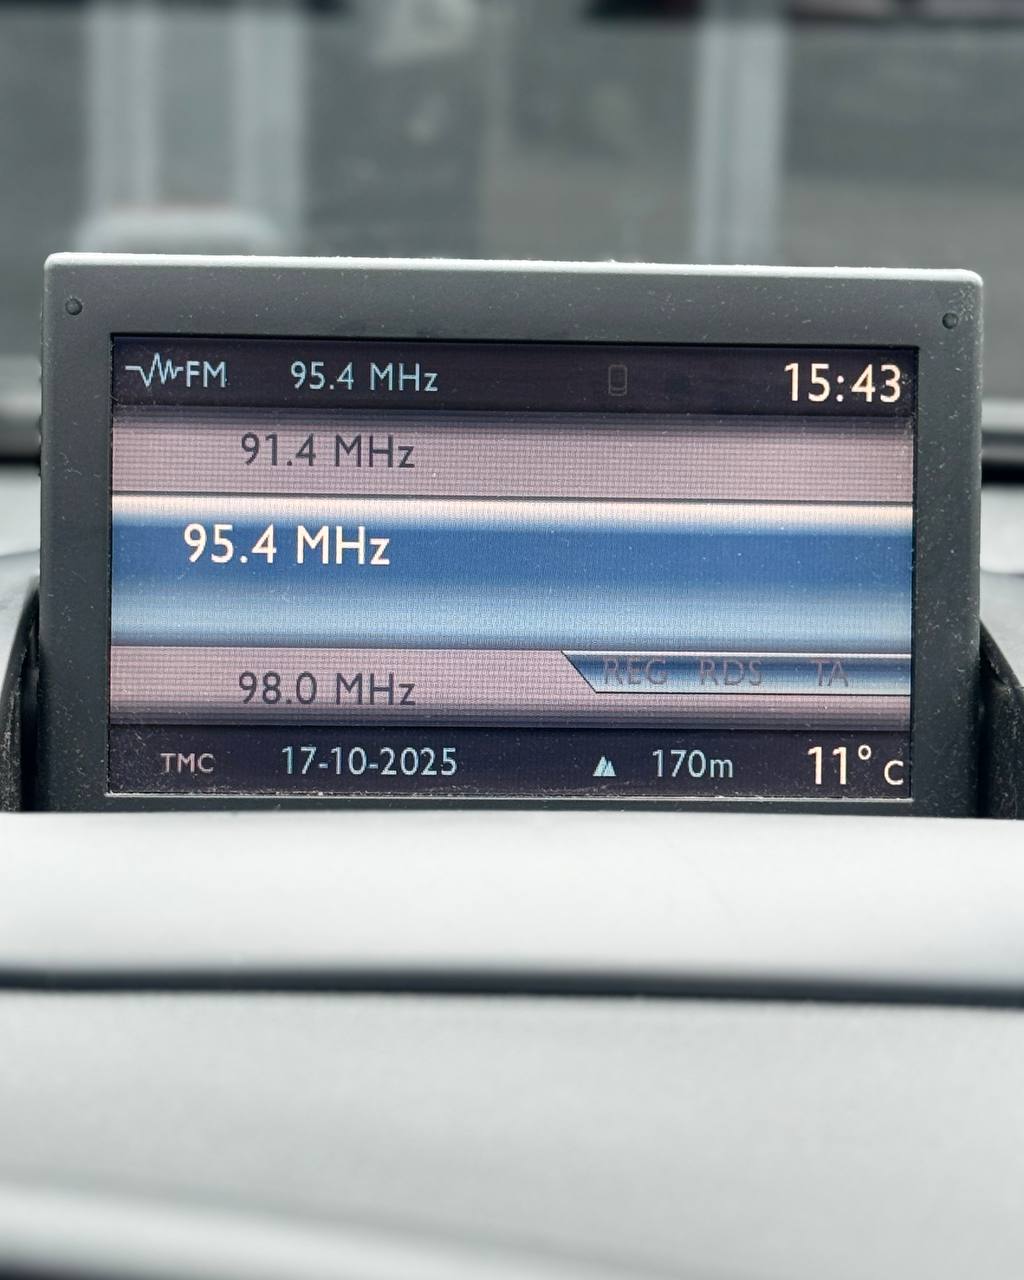 FM 95.4 MHz 15:43
91.4 MHz
95.4 MHz
REG RDS TA
98.0 MHz
TMC 17-10-2025 170m 11° c